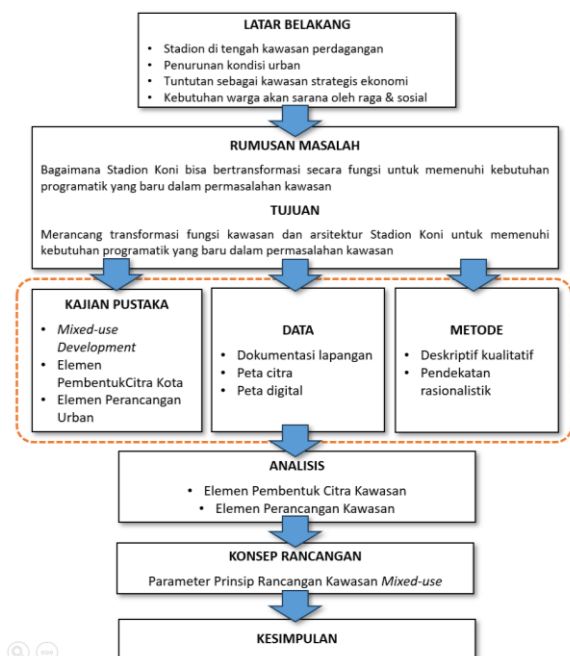 LATAR BELAKANG
• Stadion di tengah kawasan perdagangan
• Penurunan kondisi urban
• Tuntutan sebagai kawasan strategis ekonomi
• Kebutuhan warga akan sarana oleh raga & sosial
RUMUSAN MASALAH
Bagaimana Stadion Koni bisa bertransformasi secara fungsi untuk memenuhi kebutuhan
programatik yang baru dalam permasalahan kawasan
TUJUAN
Merancang transformasi fungsi kawasan dan arsitektur Stadion Koni untuk memenuhi
kebutuhan programatik yang baru dalam permasalahan kawasan
KAJIAN PUSTAKA
• Mixed-use
Development
• Elemen
PembentukCitra Kota
• Elemen Perancangan
Urban
DATA
• Dokumentasi lapangan
• Peta citra
• Peta digital
METODE
• Deskriptif kualitatif
• Pendekatan
rasionalistik
ANALISIS
• Elemen Pembentuk Citra Kawasan
• Elemen Perancangan Kawasan
KONSEP RANCANGAN
Parameter Prinsip Rancangan Kawasan Mixed-use
KESIMPULAN